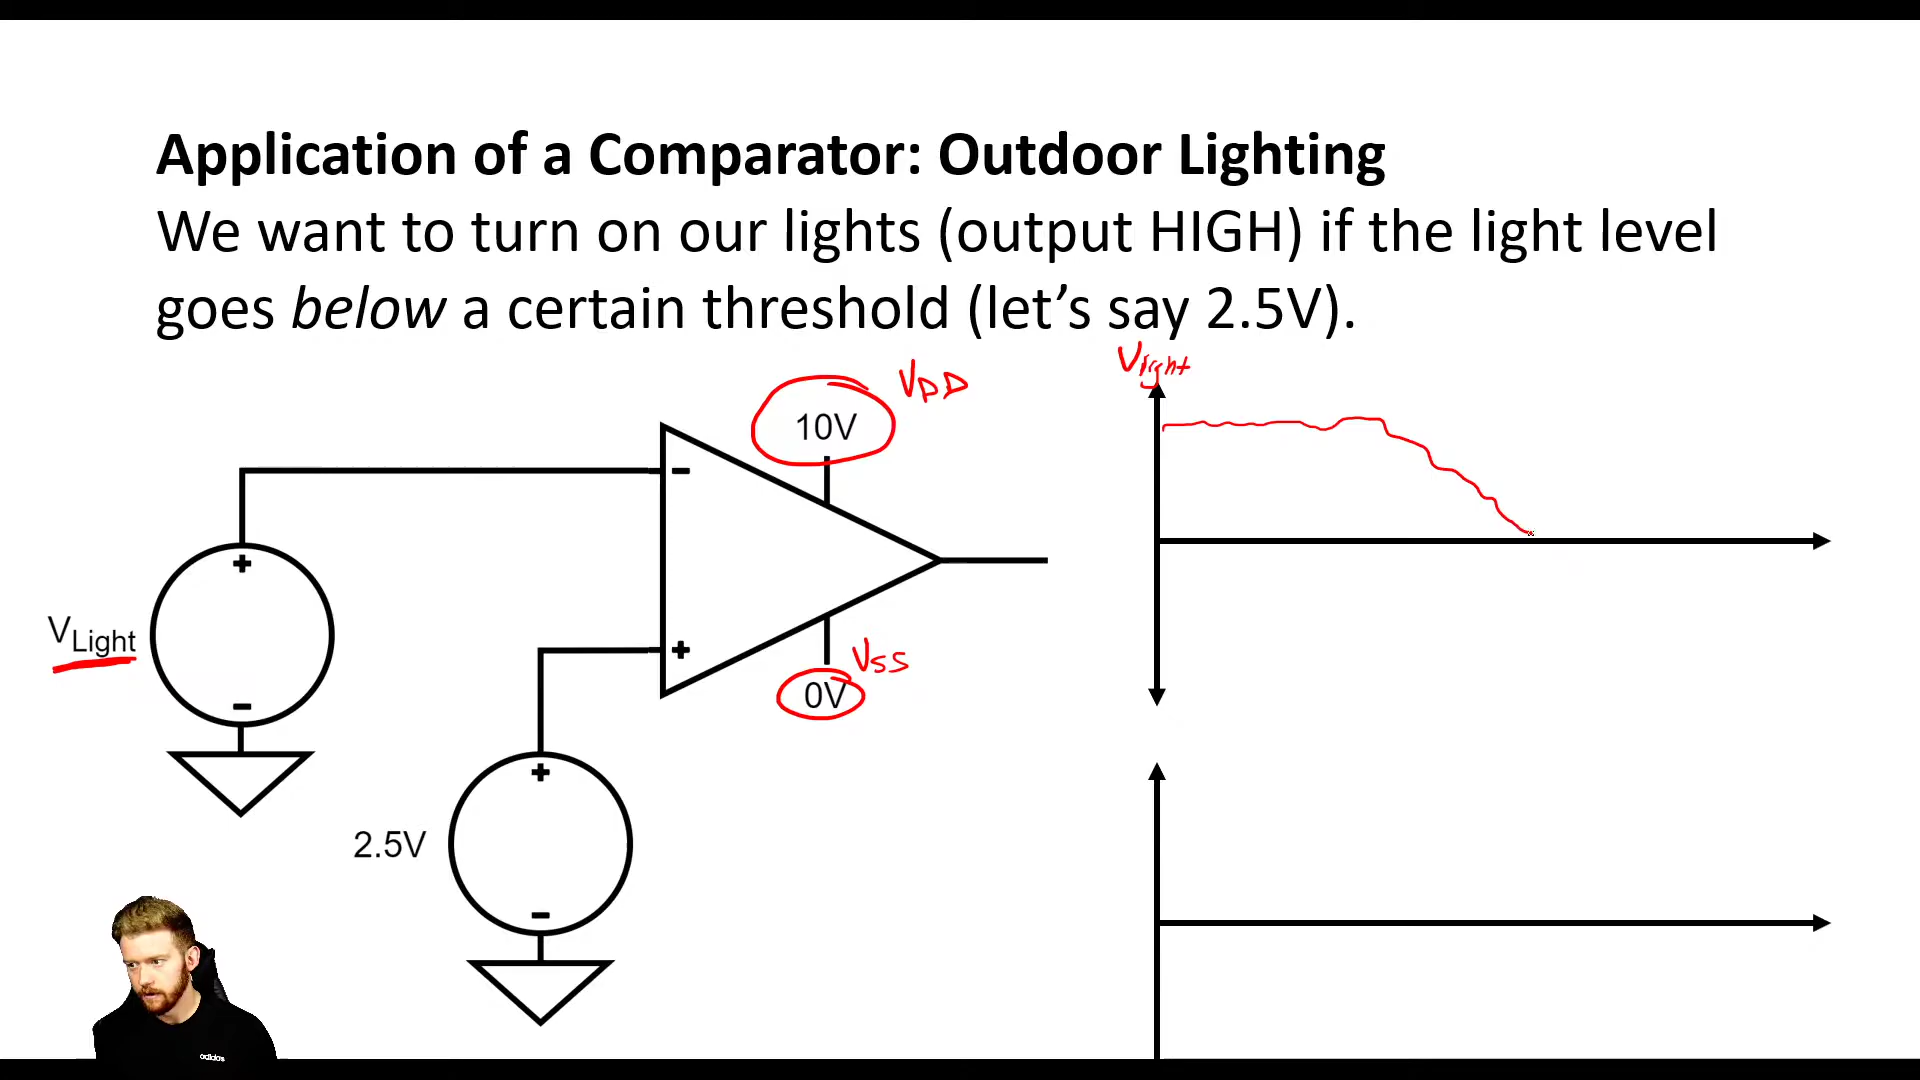 Application of a Comparator: Outdoor Lighting
We want to turn on our lights (output HIGH) if the light level
goes below a certain threshold (let’s say 2.5V).
Vlight
VDD
10V
-
+
VLight
-
+
VSS
0V
+
2.5V
-
adidas